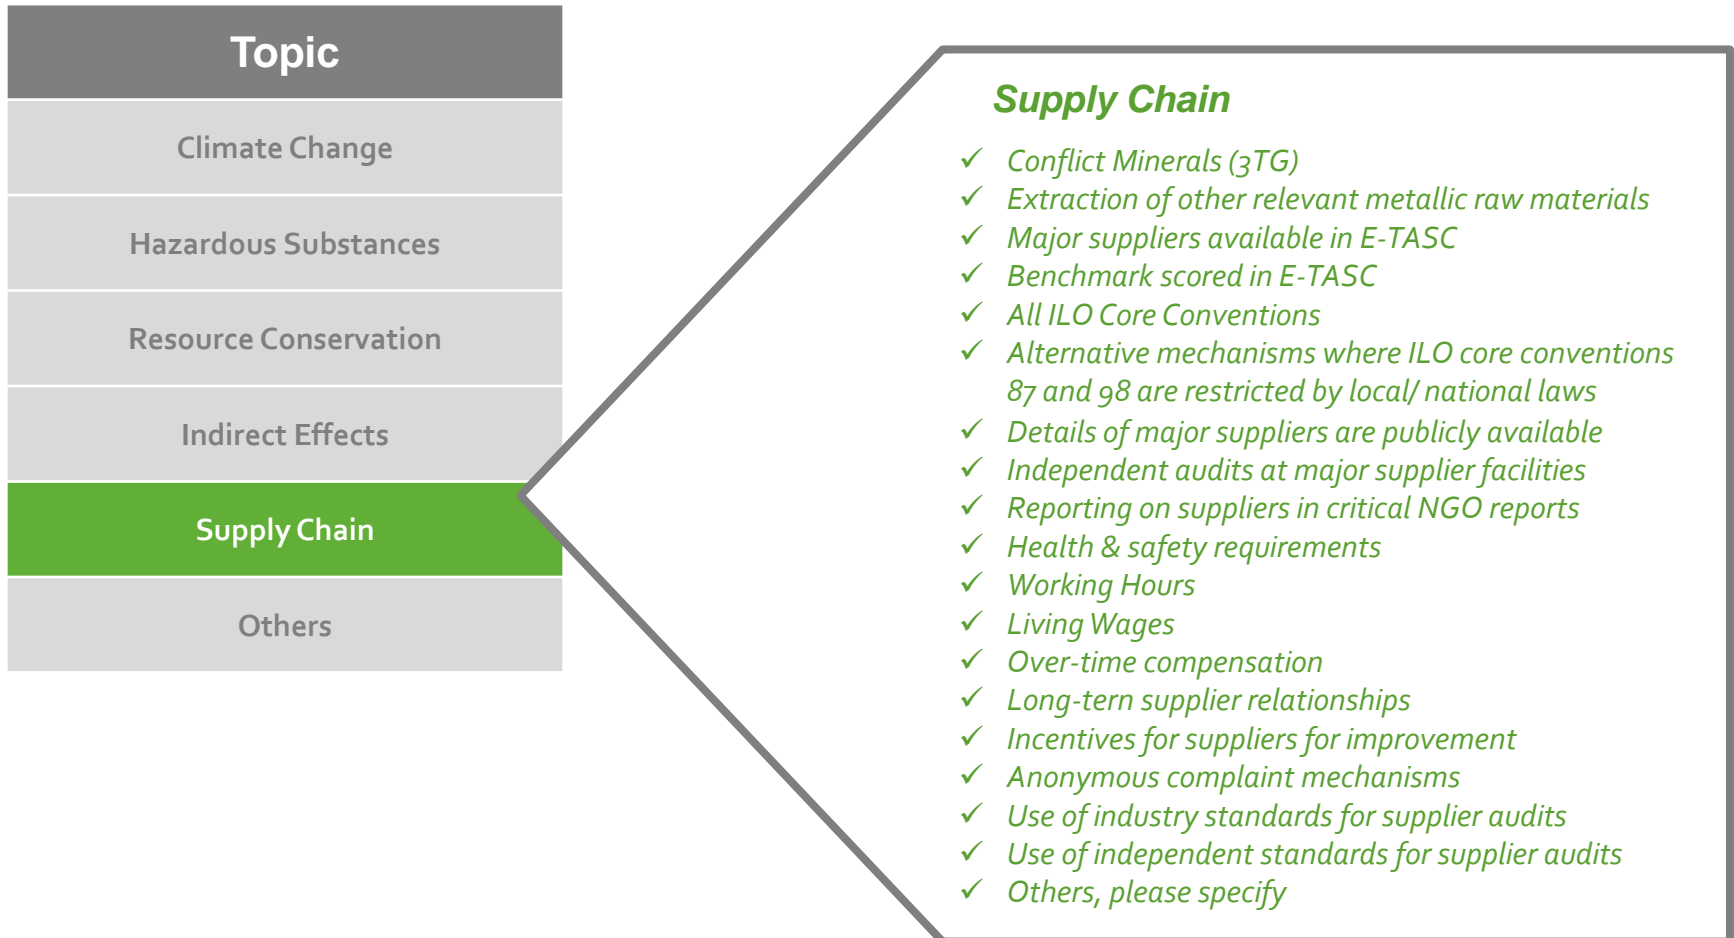 Topic
Climate Change
Hazardous Substances
Resource Conservation
Indirect Effects
Supply Chain
Others
Supply Chain
✓ Conflict Minerals (3TG)
✓ Extraction of other relevant metallic raw materials
✓ Major suppliers available in E-TASC
✓ Benchmark scored in E-TASC
✓ All ILO Core Conventions
✓ Alternative mechanisms where ILO core conventions
87 and 98 are restricted by local/ national laws
✓ Details of major suppliers are publicly available
✓ Independent audits at major supplier facilities
✓ Reporting on suppliers in critical NGO reports
✓ Health & safety requirements
✓ Working Hours
✓ Living Wages
✓ Over-time compensation
✓ Long-tern supplier relationships
✓ Incentives for suppliers for improvement
✓ Anonymous complaint mechanisms
✓ Use of industry standards for supplier audits
✓ Use of independent standards for supplier audits
✓ Others, please specify